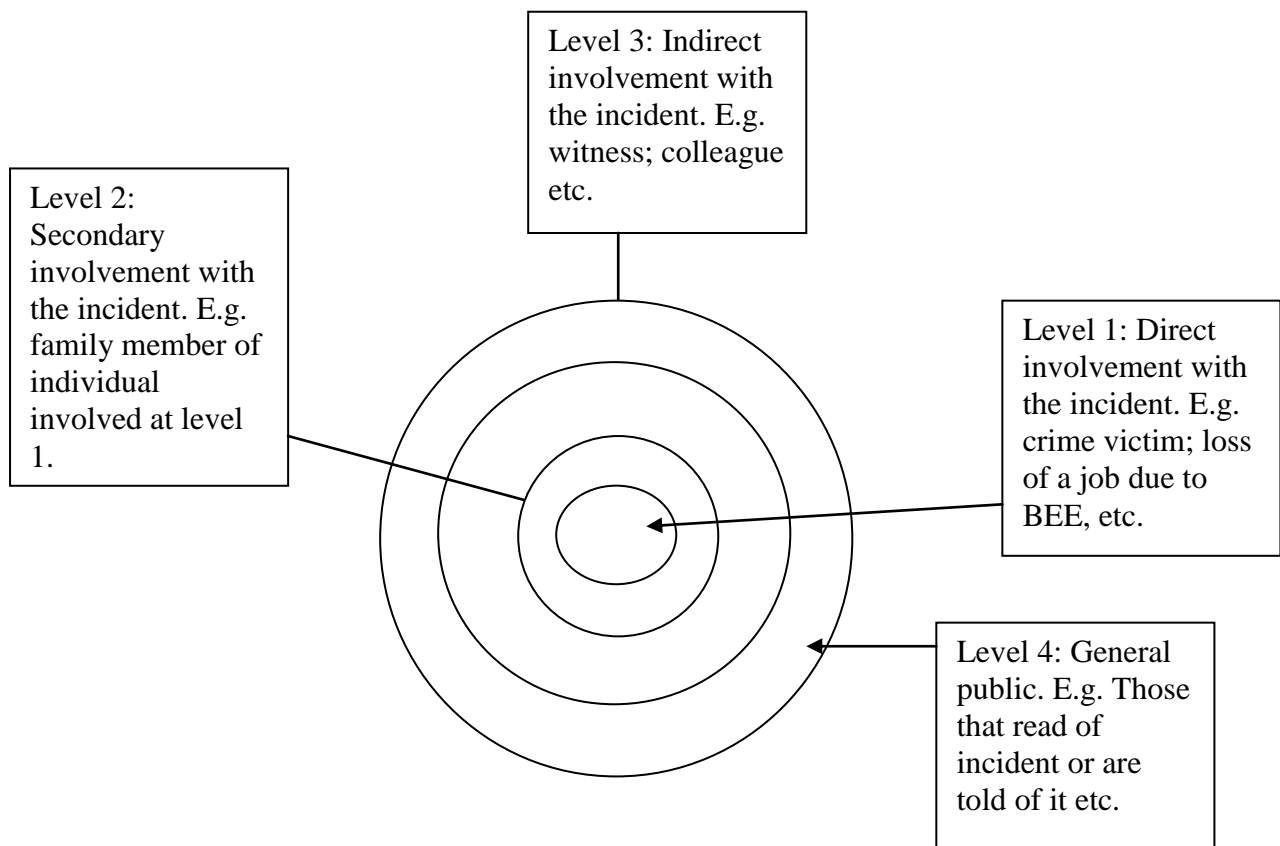 Level 3: Indirect
involvement with
the incident. E.g.
witness; colleague
etc.
Level 2:
Secondary
involvement with
the incident. E.g.
family member of
individual
involved at level
1.
Level 1: Direct
involvement with
the incident. E.g.
crime victim; loss
of a job due to
BEE, etc.
Level 4: General
public. E.g. Those
that read of
incident or are
told of it etc.